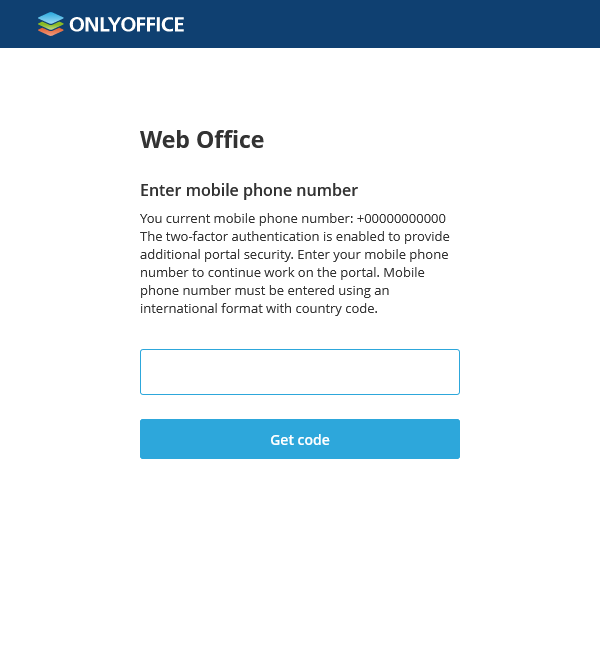 ONLYOFFICE
Web Office
Enter mobile phone number
You current mobile phone number: +00000000000
The two-factor authentication is enabled to provide
additional portal security. Enter your mobile phone
number to continue work on the portal. Mobile
phone number must be entered using an
international format with country code.
Get code